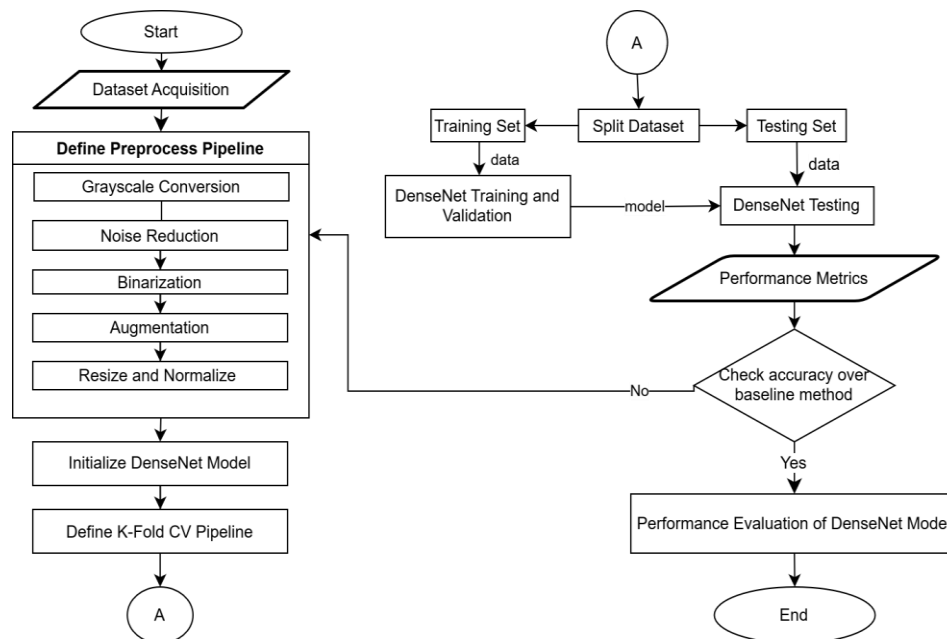 Start
Dataset Acquisition
Define Preprocess Pipeline
Grayscale Conversion
Noise Reduction
Binarization
Augmentation
Resize and Normalize
Initialize DenseNet Model
Define K-Fold CV Pipeline
A
A
Training Set
Split Dataset
Testing Set
data
data
DenseNet Training and
Validation
model
DenseNet Testing
Performance Metrics
Check accuracy over
baseline method
No
Yes
Performance Evaluation of DenseNet Model
End